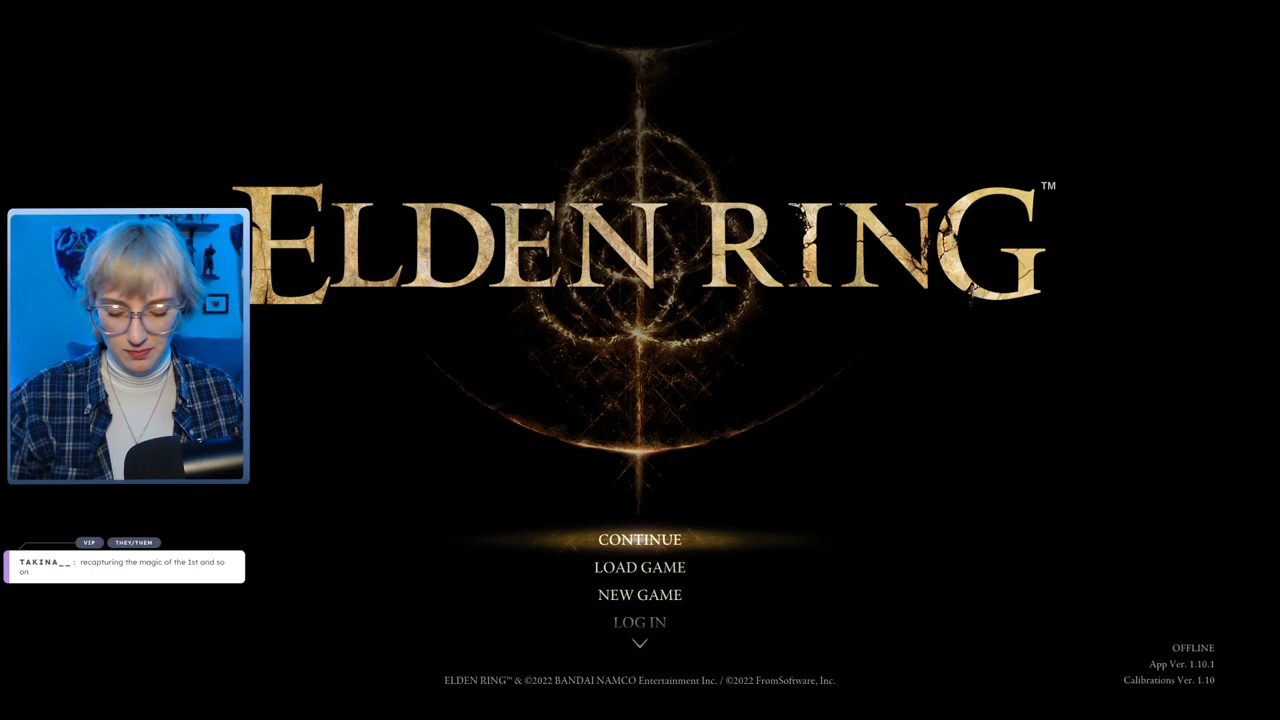 ELDEN RING™
VIP THEY/THEM
TAKINA__ : recapturing the magic of the 1st and so
on
CONTINUE
LOAD GAME
NEW GAME
LOG IN
OFFLINE
App Ver. 1.10.1
Calibrations Ver. 1.10
ELDEN RING™ & ©2022 BANDAI NAMCO Entertainment Inc. / ©2022 FromSoftware, Inc.